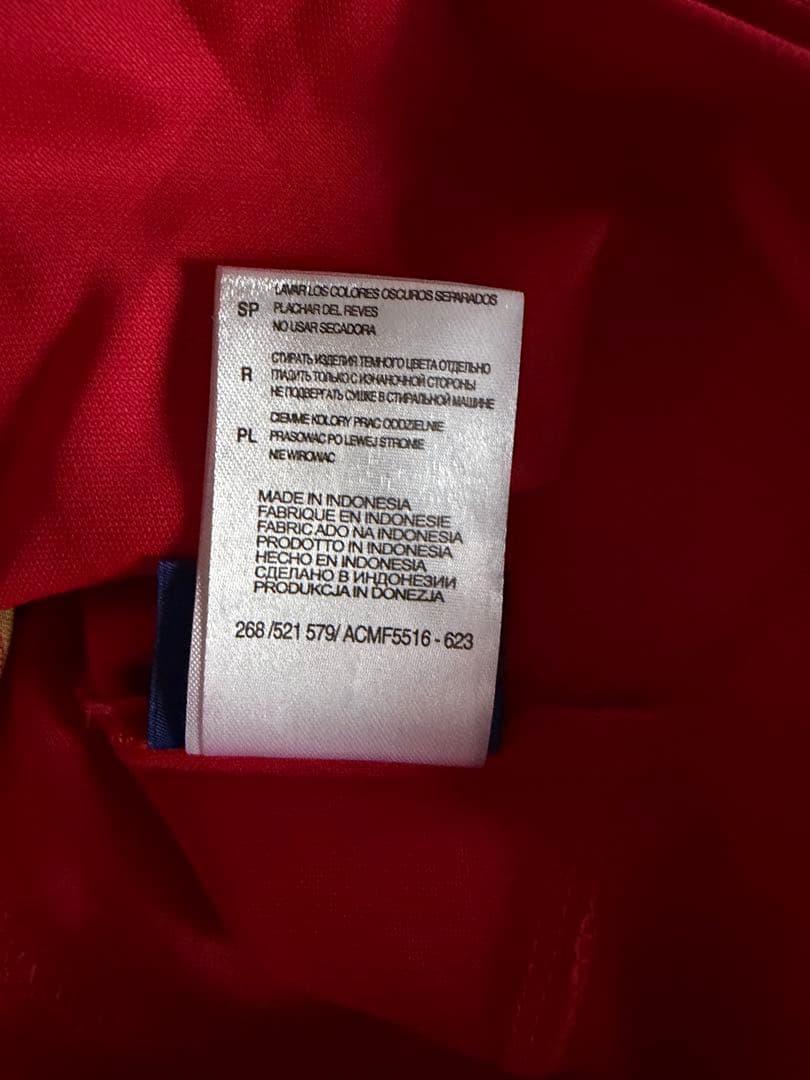 LAVAR LOS COLORES OSCUROS SEPARADOS
SP PLACHAR DEL REVES
NO USAR SECADORA
СТИРАТЬ ИЗДЕЛИЯ ТЕМНОГО ЦВЕТА ОТДЕЛЬНО
R ГЛАДИТЬ ТОЛЬКО С ИЗНАНОЧНОЙ СТОРОНЫ
НЕ ПОДВЕРГАТЬ СУШКЕ В СТИРАЛЬНОЙ МАШИНЕ
CIEMME KOLORY PRAC ODDZIELNIE
PL PRASOWAC PO LEWEJ STRONIE
NIE WIROWAC
MADE IN INDONESIA
FABRIQUE EN INDONESIE
FABRIC ADO NA INDONESIA
PRODOTTO IN INDONESIA
HECHO EN INDONESIA
СДЕЛАНО В ИНДОНЕЗИИ
PRODUKCJA IN DONEZJA
268 /521 579/ ACMF5516 - 623